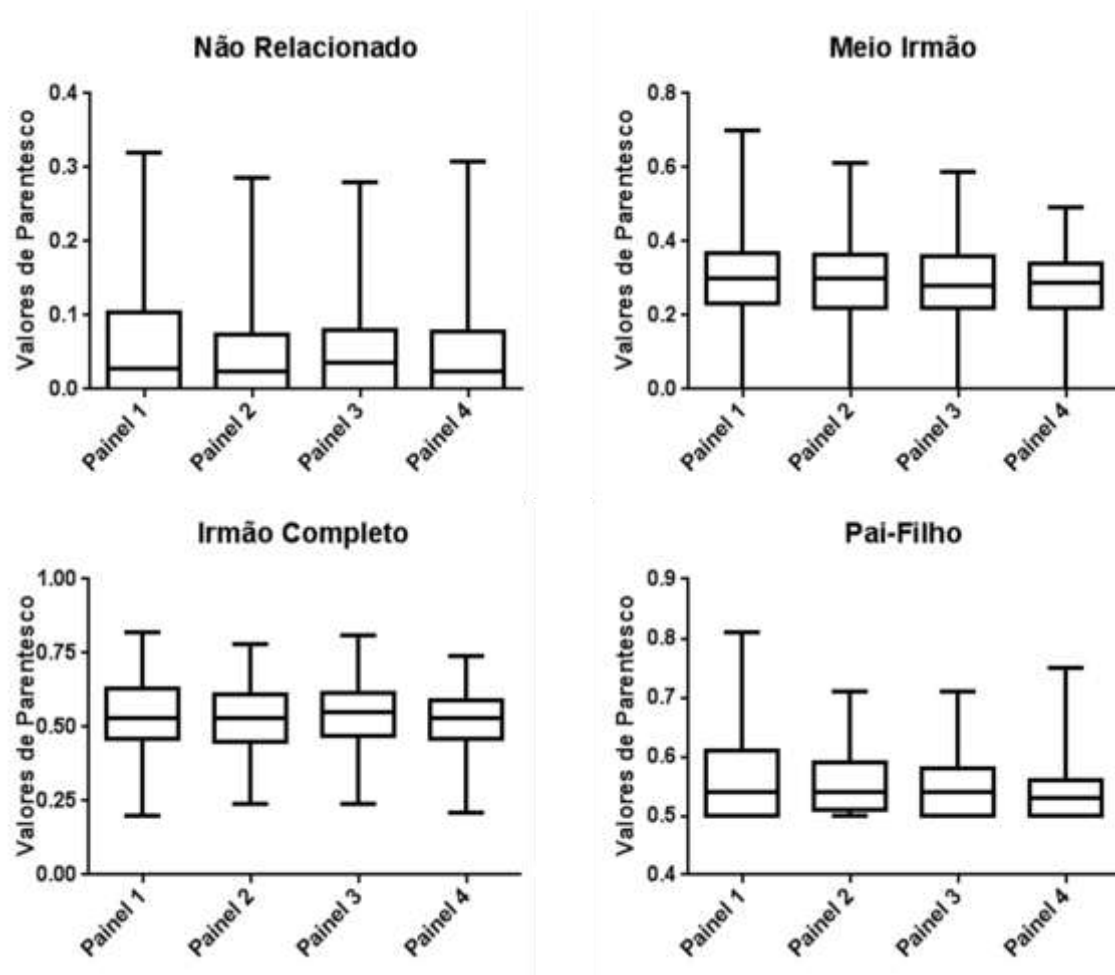 Não Relacionado
Valores de Parentesco
0.4
0.3
0.2
0.1
0.0
Painel 1
Painel 2
Painel 3
Painel 4
Meio Irmão
Valores de Parentesco
0.8
0.6
0.4
0.2
0.0
Painel 1
Painel 2
Painel 3
Painel 4
Irmão Completo
Valores de Parentesco
1.00
0.75
0.50
0.25
0.00
Painel 1
Painel 2
Painel 3
Painel 4
Pai-Filho
Valores de Parentesco
0.9
0.8
0.7
0.6
0.5
0.4
Painel 1
Painel 2
Painel 3
Painel 4